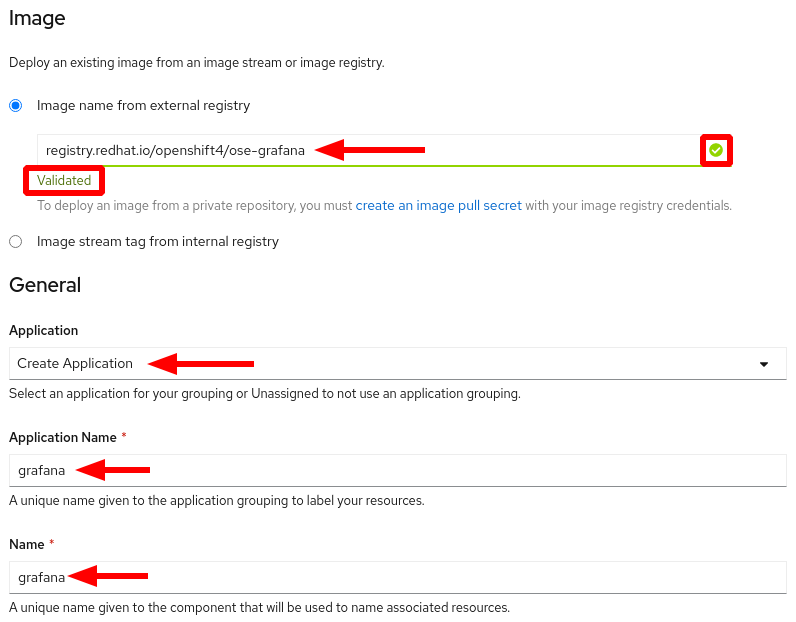 Image
Deploy an existing image from an image stream or image registry.
Image name from external registry
registry.redhat.io/openshift4/ose-grafana
Validated
To deploy an image from a private repository, you must create an image pull secret with your image registry credentials.
Image stream tag from internal registry
General
Application
Create Application
Select an application for your grouping or Unassigned to not use an application grouping.
Application Name *
grafana
A unique name given to the application grouping to label your resources.
Name *
grafana
A unique name given to the component that will be used to name associated resources.